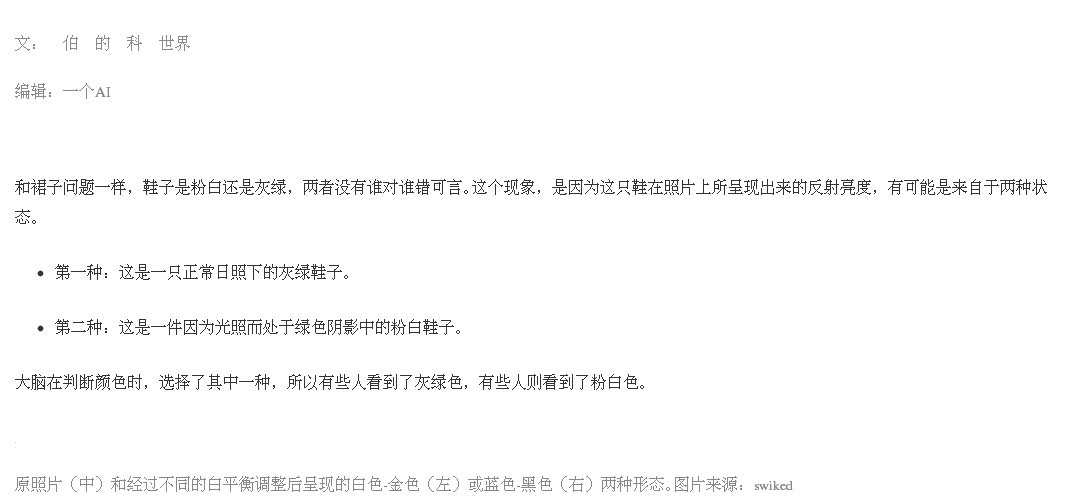 文： 伯 的 科 世界
编辑：一个AI
和裙子问题一样，鞋子是粉白还是灰绿，两者没有谁对谁错可言。这个现象，是因为这只鞋在照片上所呈现出来的反射亮度，有可能是来自于两种状
态。
• 第一种：这是一只正常日照下的灰绿鞋子。
• 第二种：这是一件因为光照而处于绿色阴影中的粉白鞋子。
大脑在判断颜色时，选择了其中一种，所以有些人看到了灰绿色，有些人则看到了粉白色。
原照片（中）和经过不同的白平衡调整后呈现的白色-金色（左）或蓝色-黑色（右）两种形态。图片来源：swiked